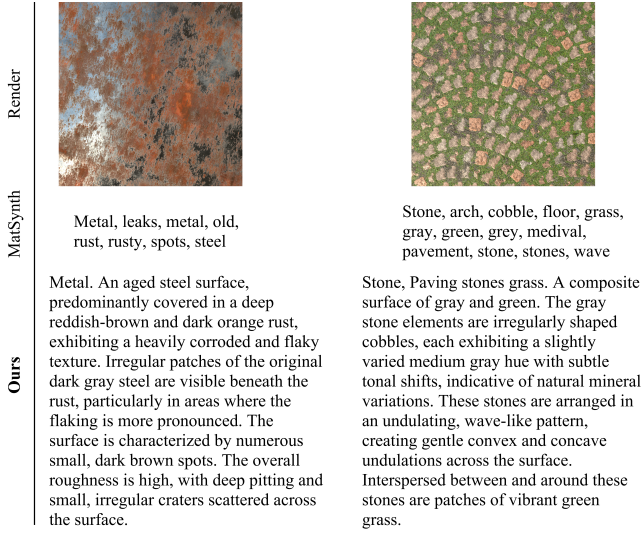 Render
MatSynth
Metal, leaks, metal, old,
rust, rusty, spots, steel
Stone, arch, cobble, floor, grass,
gray, green, grey, medival,
pavement, stone, stones, wave
Ours
Metal. An aged steel surface,
predominantly covered in a deep
reddish-brown and dark orange rust,
exhibiting a heavily corroded and flaky
texture. Irregular patches of the original
dark gray steel are visible beneath the
rust, particularly in areas where the
flaking is more pronounced. The
surface is characterized by numerous
small, dark brown spots. The overall
roughness is high, with deep pitting and
small, irregular craters scattered across
the surface.
Stone, Paving stones grass. A composite
surface of gray and green. The gray
stone elements are irregularly shaped
cobbles, each exhibiting a slightly
varied medium gray hue with subtle
tonal shifts, indicative of natural mineral
variations. These stones are arranged in
an undulating, wave-like pattern,
creating gentle convex and concave
undulations across the surface.
Interspersed between and around these
stones are patches of vibrant green
grass.